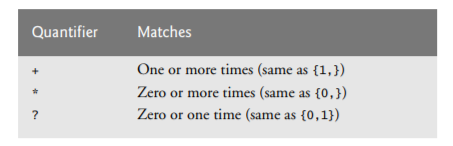 Quantifier Matches
+ One or more times (same as {1,})
* Zero or more times (same as {0,})
? Zero or one time (same as {0,1})